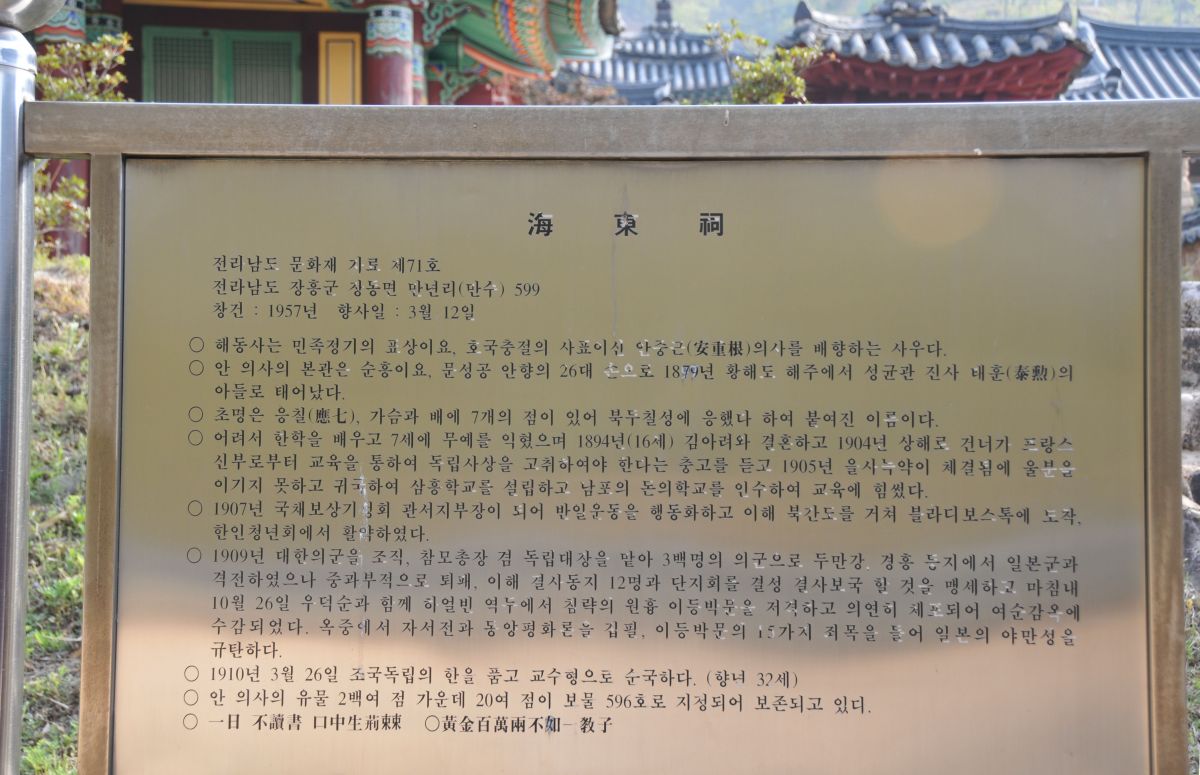 海東祠
전라남도 문화재 자료 제71호
전라남도 장흥군 장동면 만년리(만수) 599
창건 : 1957년 향사일 : 3월 12일
○ 해동사는 민족정기의 표상이요, 호국충절의 사표이신 안중근(安重根)의사를 배향하는 사우다.
○ 안 의사의 본관은 순흥이요, 문성공 안향의 26대 손으로 1879년 황해도 해주에서 성균관 진사 태훈(泰勲)의
아들로 태어났다.
○ 초명은 응칠(應七), 가슴과 배에 7개의 점이 있어 북두칠성에 응했다 하여 붙여진 이름이다.
○ 어려서 한학을 배우고 7세에 무예를 익혔으며 1894년(16세) 김아려와 결혼하고 1904년 상해로 건너가 프랑스
신부로부터 교육을 통하여 독립사상을 고취하여야 한다는 충고를 듣고 1905년 을사늑약이 체결됨에 울분을
이기지 못하고 귀국하여 삼흥학교를 설립하고 남포의 돈의학교를 인수하여 교육에 힘썼다.
○ 1907년 국채보상기성회 관서지부장이 되어 반일운동을 행동화하고 이해 북간도를 거쳐 블라디보스톡에 도착,
한인청년회에서 활약하였다.
○ 1909년 대한의군을 조직, 참모총장 겸 독립대장을 맡아 3백명의 의군으로 두만강. 경흥 등지에서 일본군과
격전하였으나 중과부적으로 퇴패, 이해 결사동지 12명과 단지회를 결성 결사보국 할 것을 맹세하고 마침내
10월 26일 우덕순과 함께 히얼빈 역두에서 침략의 원흉 이등박문을 저격하고 의연히 체포되어 여순감옥에
수감되었다. 옥중에서 자서전과 동양평화론을 집필, 이등박문의 15가지 죄목을 들어 일본의 야만성을
규탄하다.
○ 1910년 3월 26일 조국독립의 한을 품고 교수형으로 순국하다. (향년 32세)
○ 안 의사의 유물 2백여 점 가운데 20여 점이 보물 596호로 지정되어 보존되고 있다.
○ 一日 不讀書 口中生荊棘 ○黃金百萬兩不如一敎子